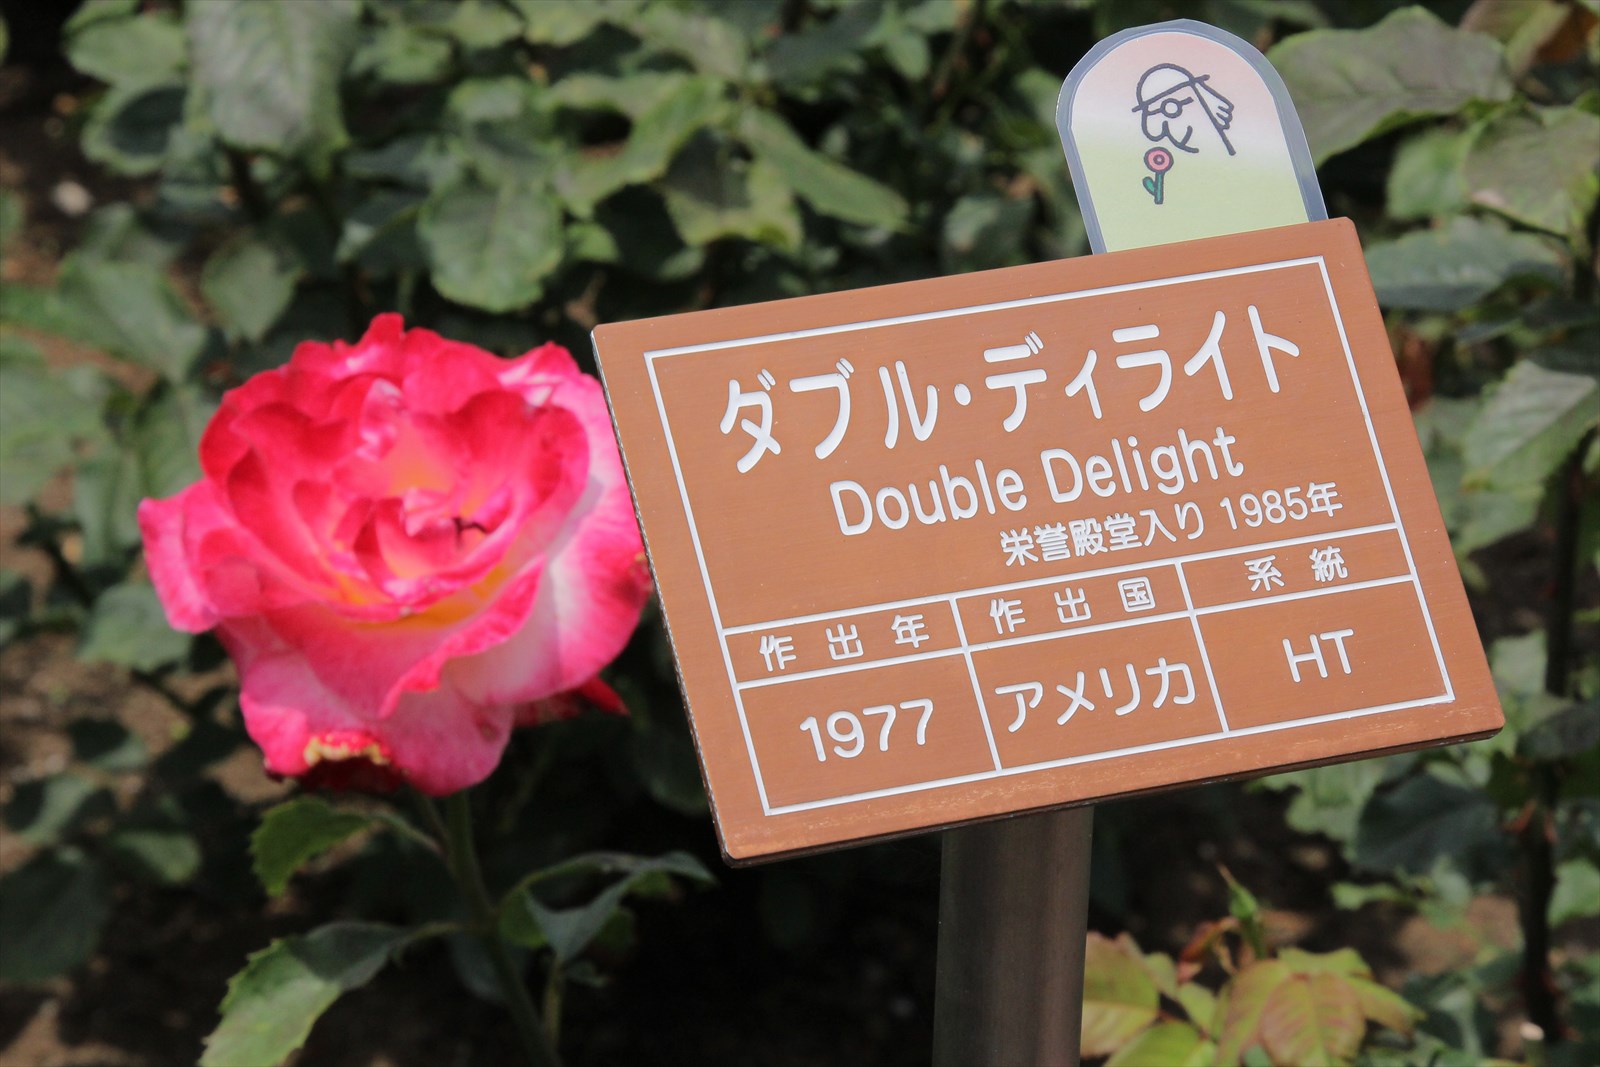 ダブル・ディライト
Double Delight
栄誉殿堂入り 1985年
作出年 作出国 系統
1977 アメリカ HT